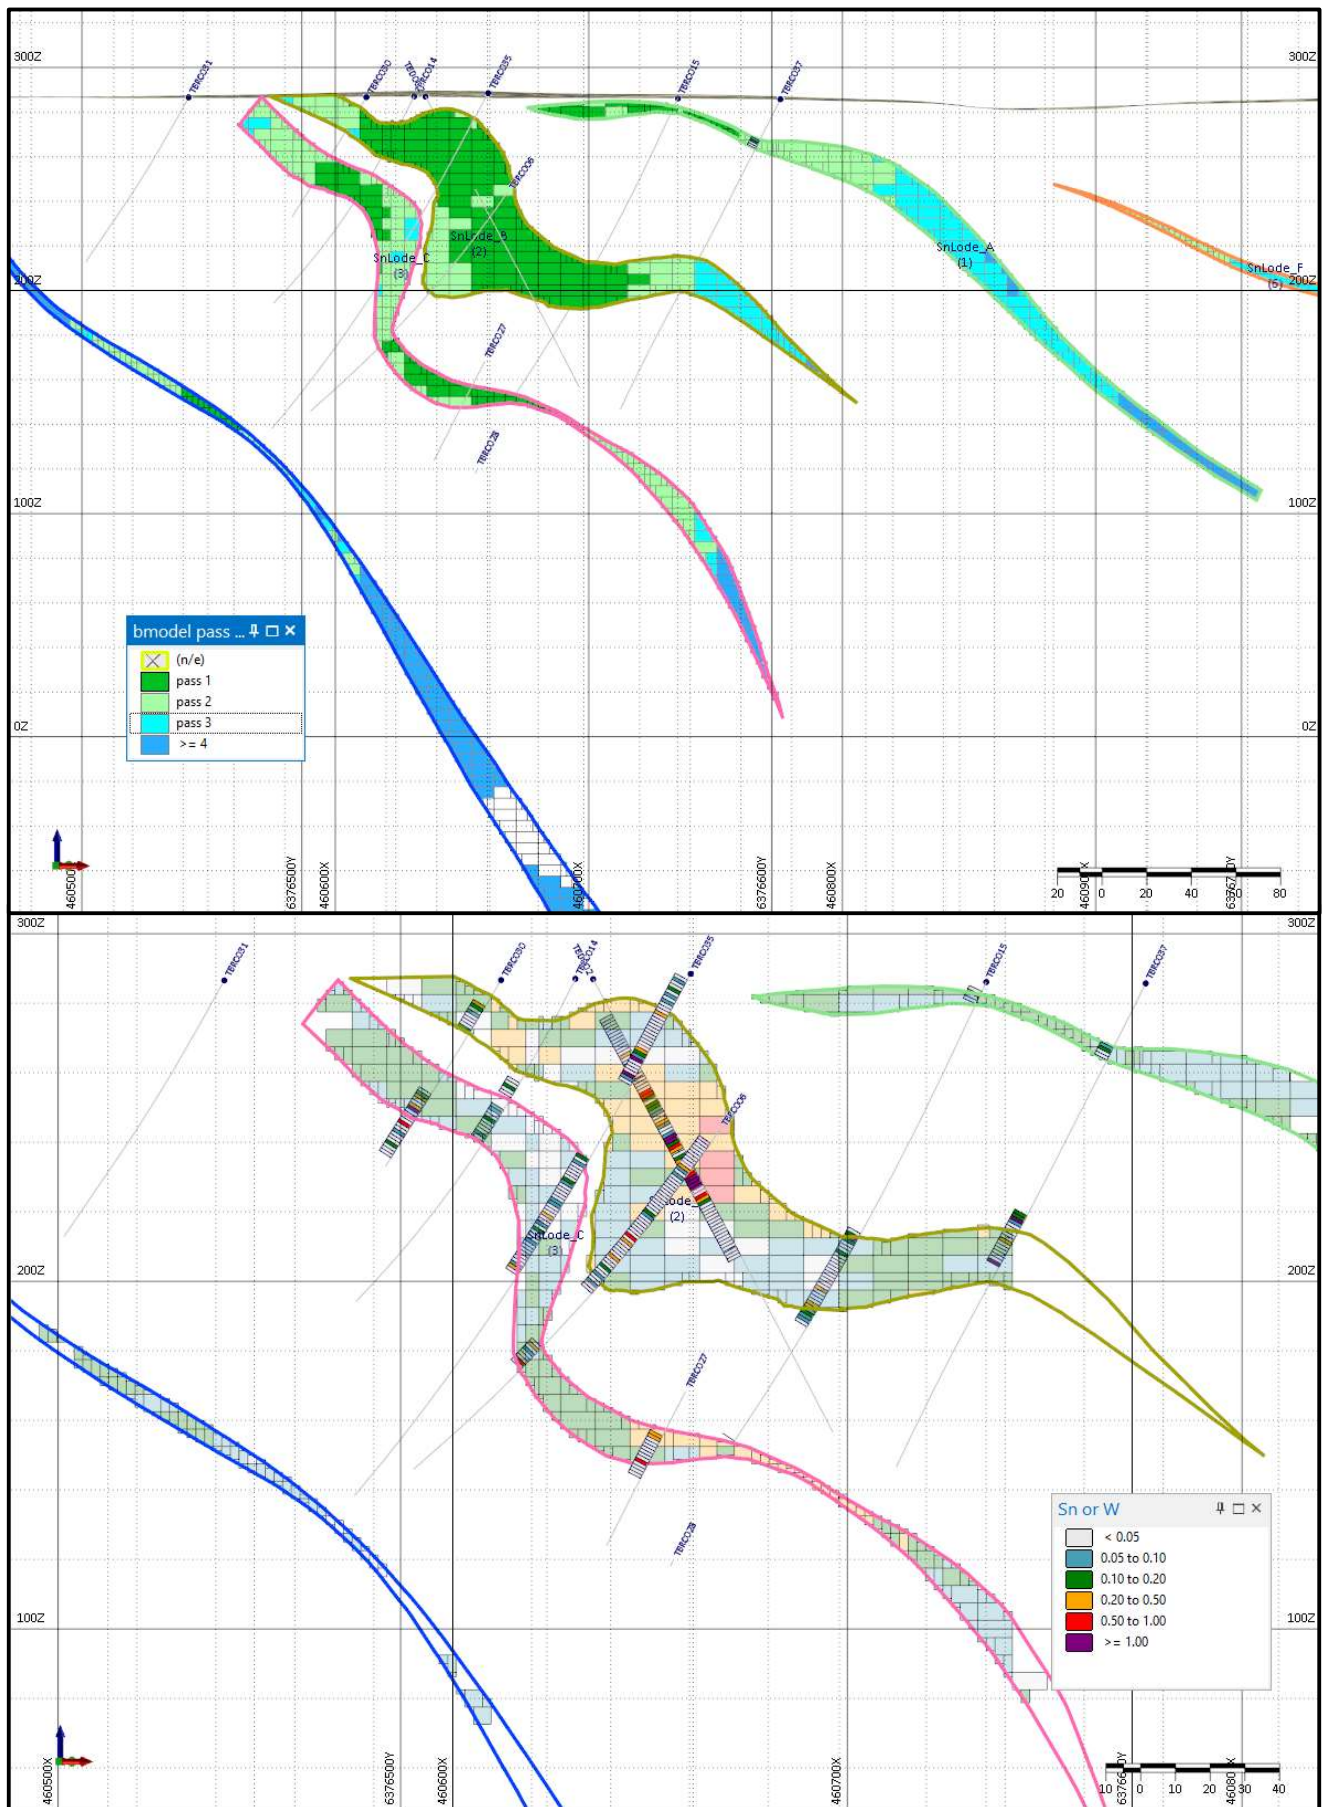 300Z
300Z
TBRC031
TBRC030
TBRC014
TBRC035
TBRC015
TBRC037
TBRC006
SnLode_B
(2)
SnLode_C
(3)
SnLode_A
(1)
SnLode_F
(6)
200Z
200Z
TBRC027
TBRC028
100Z
100Z
bmodel pass ...
(n/e)
pass 1
pass 2
pass 3
>= 4
0Z
0Z
460500X
6376500Y
460600X
460700X
6376600Y
460800X
460900X
20 0 20 40 60 80
300Z
300Z
TBRC031
TBRC030
TBRC014
TBRC035
TBRC015
TBRC037
TBRC006
(2)
SnLode_C
(3)
200Z
200Z
TBRC027
TBRC028
Sn or W
< 0.05
0.05 to 0.10
0.10 to 0.20
0.20 to 0.50
0.50 to 1.00
>= 1.00
100Z
100Z
460500X
6376500Y
460600X
460700X
460800X
10 0 10 20 30 40